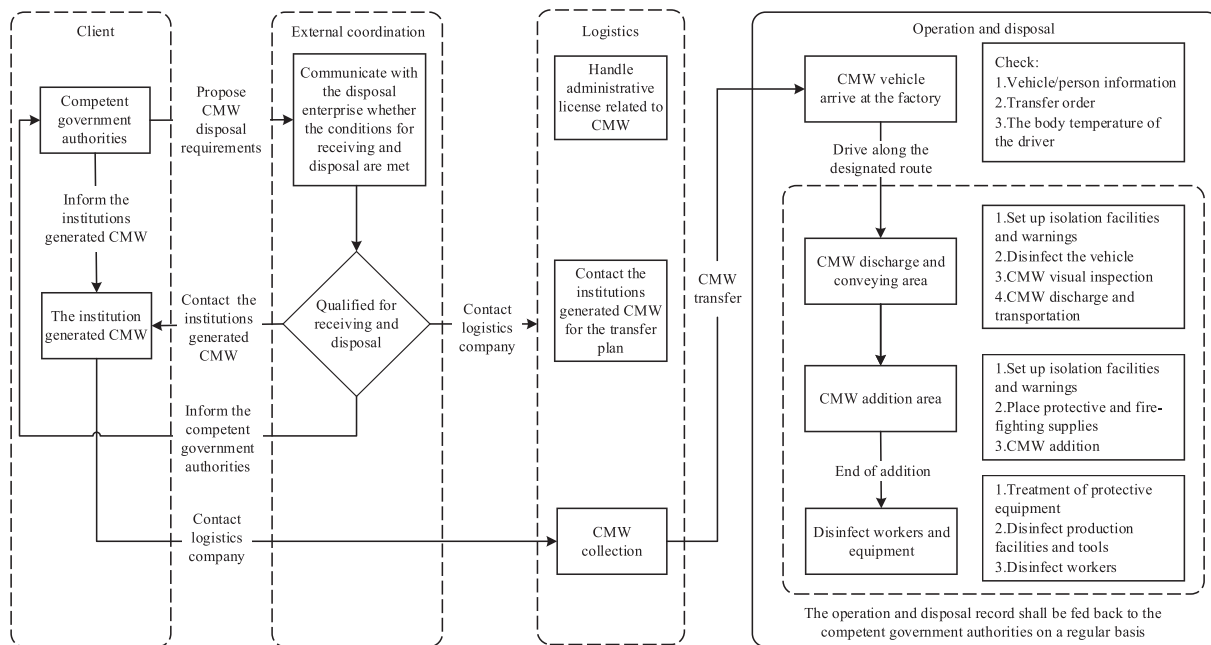 Client
Competent
government
authorities
Inform the
institutions
generated CMW
The institution
generated CMW
Propose
CMW
disposal
requirements
Contact the
institutions
generated
CMW
Inform the
competent
government
authorities
Contact
logistics
company
External coordination
Communicate with
the disposal
enterprise whether
the conditions for
receiving and
disposal are met
Qualified for
receiving and
disposal
Contact
logistics
company
Logistics
Handle
administrative
license related to
CMW
Contact the
institutions
generated CMW
for the transfer
plan
CMW
collection
CMW
transfer
Operation and disposal
CMW vehicle
arrive at the
factory
Check:
1.Vehicle/person information
2.Transfer order
3.The body temperature of
the driver
Drive along the
designated route
CMW discharge and
conveying area
1.Set up isolation facilities
and warnings
2.Disinfect the vehicle
3.CMW visual inspection
4.CMW discharge and
transportation
CMW addition area
1.Set up isolation facilities
and warnings
2.Place protective and fire-
fighting supplies
3.CMW addition
End of addition
Disinfect workers and
equipment
1.Treatment of protective
equipment
2.Disinfect production
facilities and tools
3.Disinfect workers
The operation and disposal record shall be fed back to the
competent government authorities on a regular basis